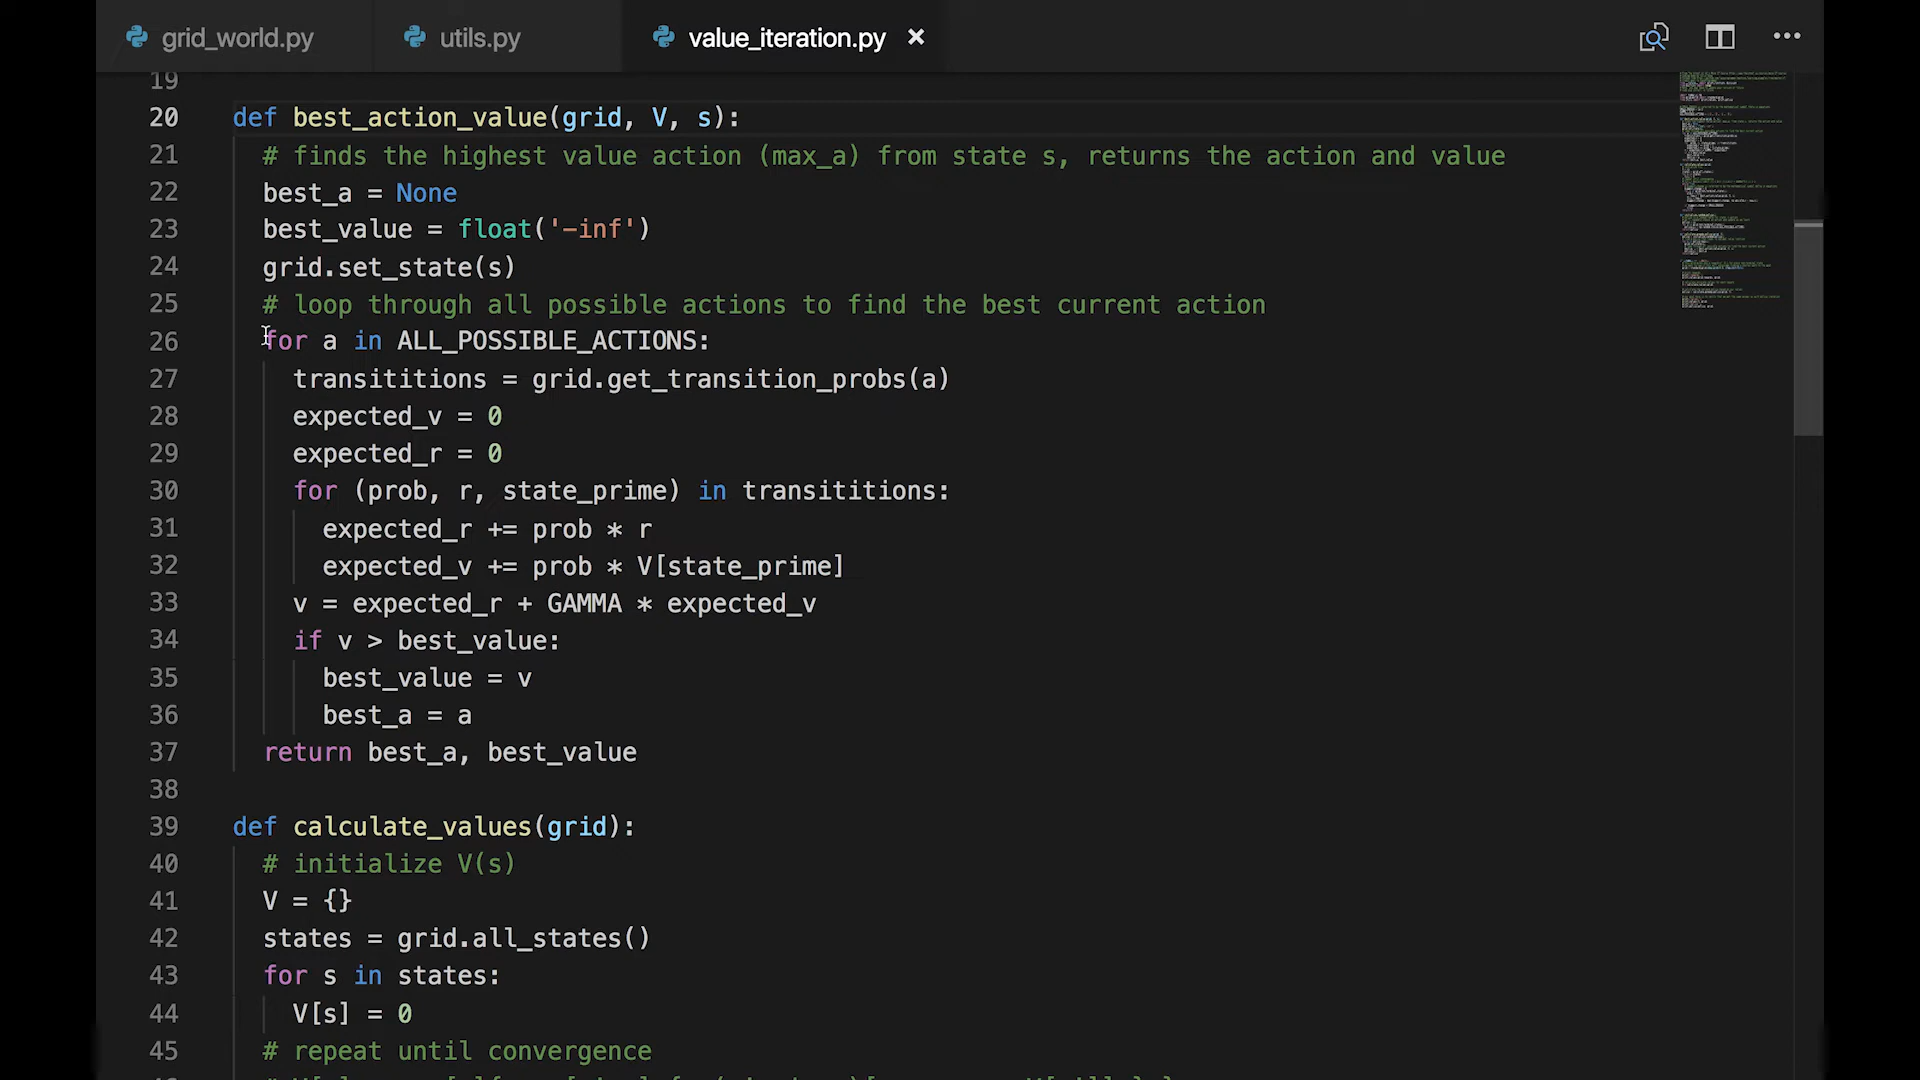 grid_world.py utils.py value_iteration.py ×
19
20 def best_action_value(grid, V, s):
21 # finds the highest value action (max_a) from state s, returns the action and value
22 best_a = None
23 best_value = float('-inf')
24 grid.set_state(s)
25 # loop through all possible actions to find the best current action
26 for a in ALL_POSSIBLE_ACTIONS:
27 transititions = grid.get_transition_probs(a)
28 expected_v = 0
29 expected_r = 0
30 for (prob, r, state_prime) in transititions:
31 expected_r += prob * r
32 expected_v += prob * V[state_prime]
33 v = expected_r + GAMMA * expected_v
34 if v > best_value:
35 best_value = v
36 best_a = a
37 return best_a, best_value
38
39 def calculate_values(grid):
40 # initialize V(s)
41 V = {}
42 states = grid.all_states()
43 for s in states:
44 V[s] = 0
45 # repeat until convergence